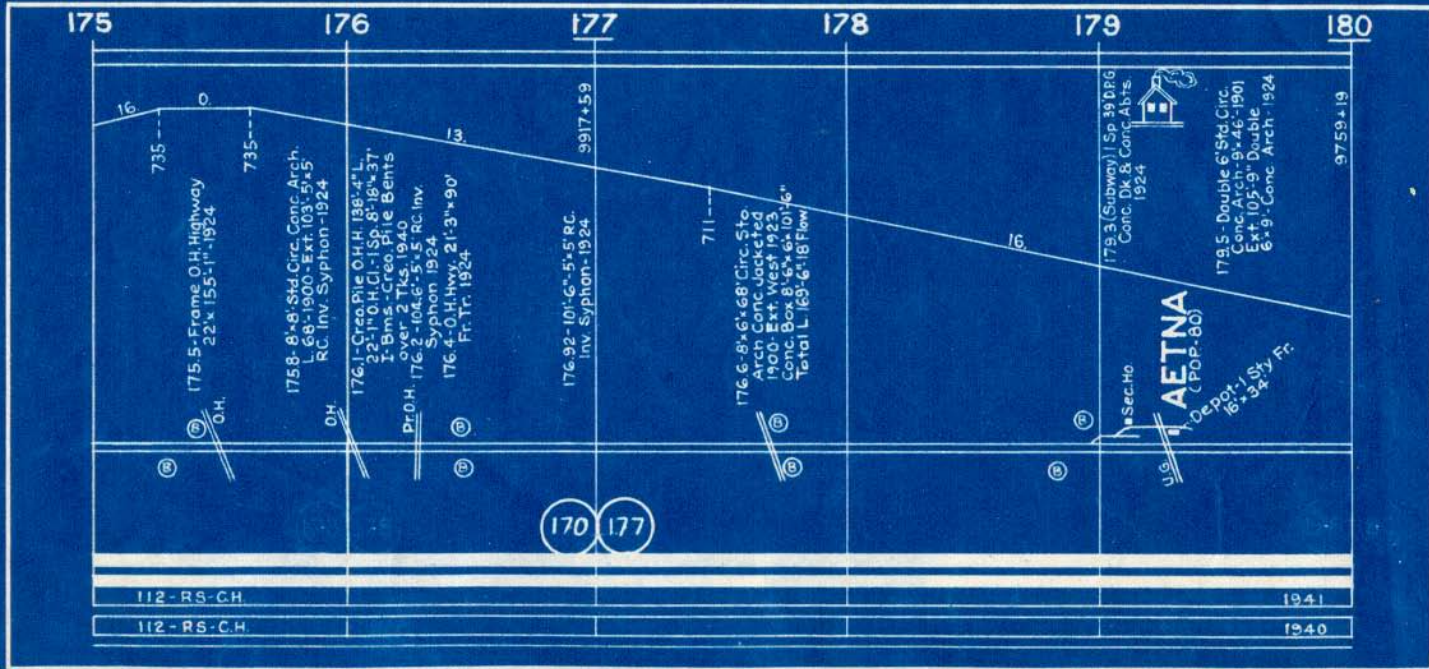 175 176 177 178 179 180
16. O. 13. 16.
735
735
711
175.5-Frame O.H. Highway
22'x 155'-1"-1924
175.8-8'x8' Std. Circ. Conc. Arch.
L. 68'-1900-Ext. 103'-5'x5'
RC. Inv. Syphon-1924
176.1-Creo. Pile O.H.H. 138'-4" L.
22'-1" O.H. Cl.-1 Sp. 8'-18"x37'
I-Bms.-Creo. Pile Bents
over 2 Tks. 1940
176.2-104.6'-5'x5' RC. Inv.
Syphon 1924
176.4-O.H. Hwy. 21'-3"x90'
Fr. Tr. 1924
9917+59
176.92-101'-6"-5'x5' RC.
Inv. Syphon-1924
176.6-8'x6'x68' Circ. Sto.
Arch Conc. Jacketed
1900-Ext. West 1923
Conc. Box 8'-6"x6'x101'-6"
Total L. 169'-6"-18' Flow
179.3 (Subway) 1 Sp 39' D.P.G.
Conc. Dk. & Conc. Abts.
1924
179.5-Double 6' Std. Circ.
Conc. Arch-9'x46'-1901
Ext. 105'-9" Double
6'x9'-Conc Arch-1924
9759+19
O.H.
O.H.
Pr. O.H.
U.G.
B B B B B B B B
Sec. Ho.
AETNA
(POP.-80)
Depot-1 Sty Fr.
16'x34'
170 177
112-RS-C.H. 1941
112-RS-C.H. 1940